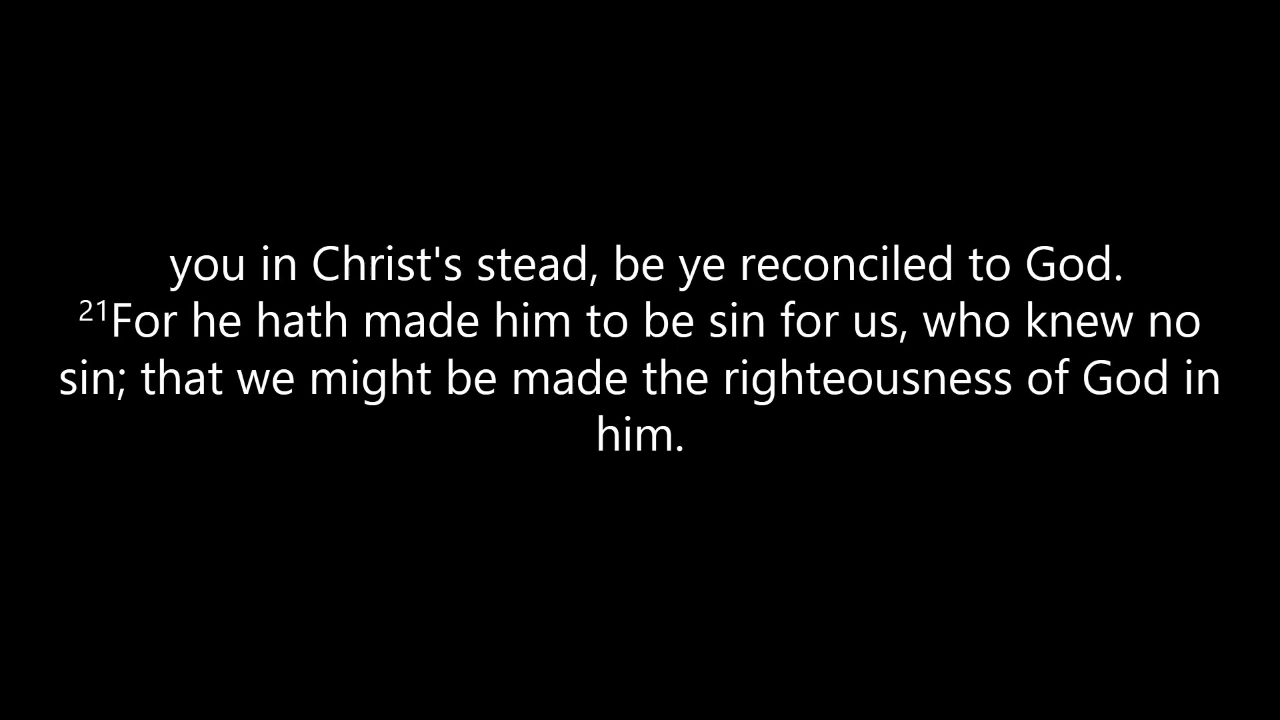 you in Christ's stead, be ye reconciled to God.
²¹For he hath made him to be sin for us, who knew no
sin; that we might be made the righteousness of God in
him.